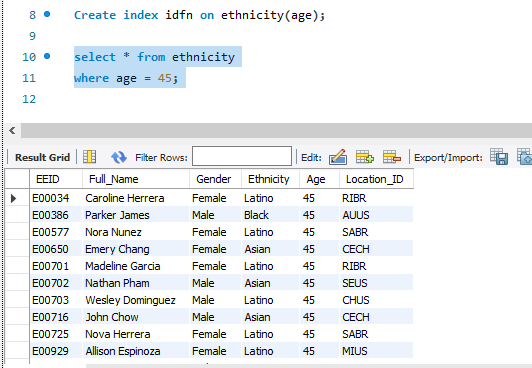 8 Create index idfn on ethnicity(age);
9
10 select * from ethnicity
11 where age = 45;
12
Result Grid Filter Rows: Edit: Export/Import:
EEID Full_Name Gender Ethnicity Age Location_ID
E00034 Caroline Herrera Female Latino 45 RIBR
E00386 Parker James Male Black 45 AUUS
E00577 Nora Nunez Female Latino 45 SABR
E00650 Emery Chang Female Asian 45 CECH
E00701 Madeline Garcia Female Latino 45 RIBR
E00702 Nathan Pham Male Asian 45 SEUS
E00703 Wesley Dominguez Male Latino 45 CHUS
E00716 John Chow Male Asian 45 CECH
E00725 Nova Herrera Female Latino 45 SABR
E00929 Allison Espinoza Female Latino 45 MIUS